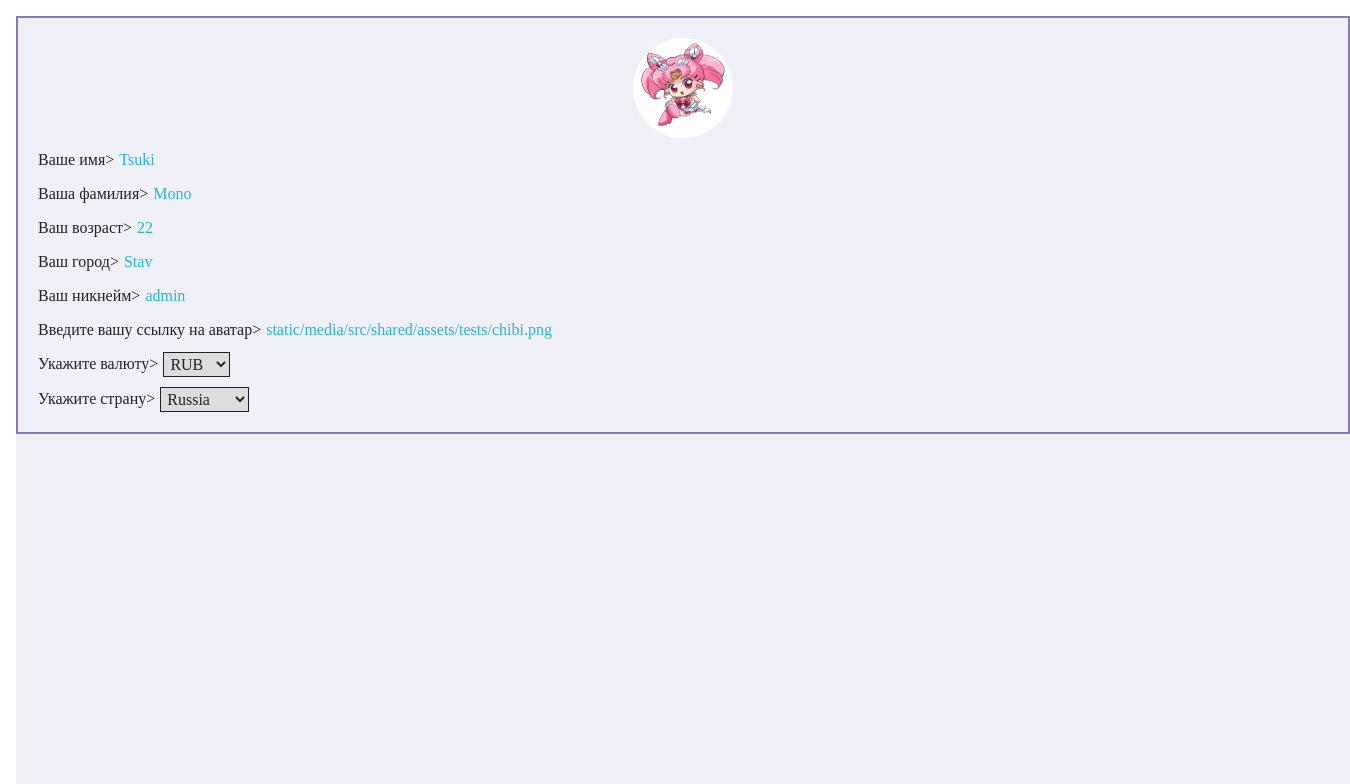 Ваше имя> Tsuki
Ваша фамилия> Mono
Ваш возраст> 22
Ваш город> Stav
Ваш никнейм> admin
Введите вашу ссылку на аватар> static/media/src/shared/assets/tests/chibi.png
Укажите валюту> RUB
Укажите страну> Russia